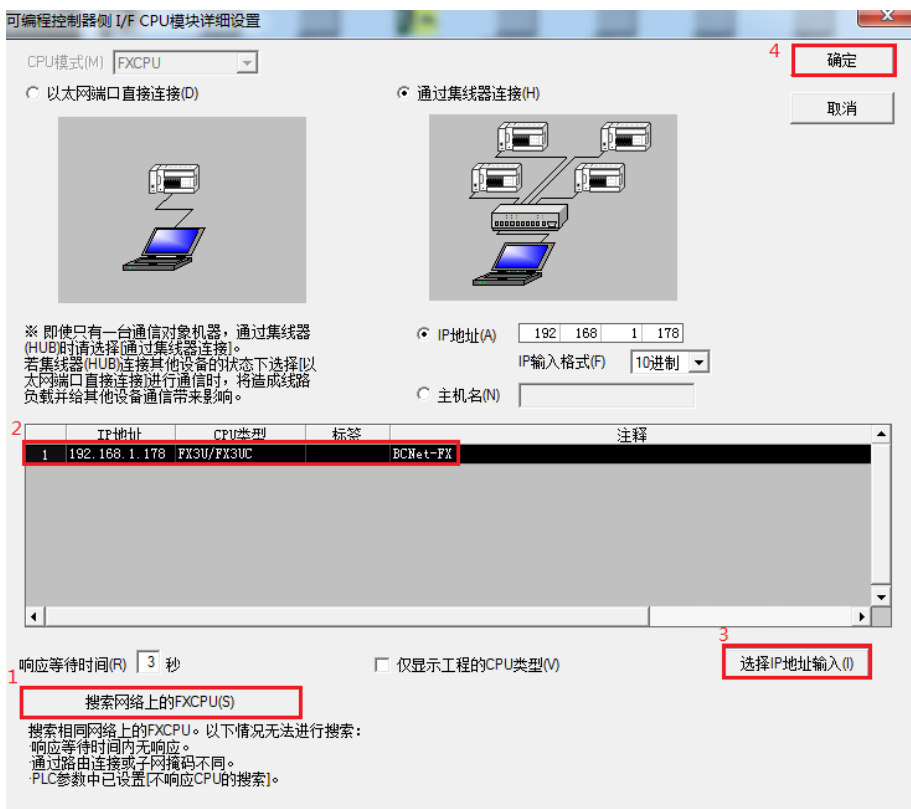 可编程控制器侧 I/F CPU模块详细设置
X
CPU模式(M) FXCPU
4
确定
以太网端口直接连接(D)
通过集线器连接(H)
取消
※ 即使只有一台通信对象机器，通过集线器
(HUB)时请选择[通过集线器连接]。
若集线器(HUB)连接其他设备的状态下选择[以
太网端口直接连接]进行通信时，将造成线路
负载并给其他设备通信带来影响。
IP地址(A) 192 168 1 178
IP输入格式(F) 10进制
主机名(N)
2
IP地址 CPU类型 标签 注释
1 192.168.1.178 FX3U/FX3UC BCNet-FX
3
响应等待时间(R) 3 秒
仅显示工程的CPU类型(V)
选择IP地址输入(I)
1
搜索网络上的FXCPU(S)
搜索相同网络上的FXCPU。以下情况无法进行搜索：
·响应等待时间内无响应。
·通过路由连接或子网掩码不同。
·PLC参数中已设置[不响应CPU的搜索]。